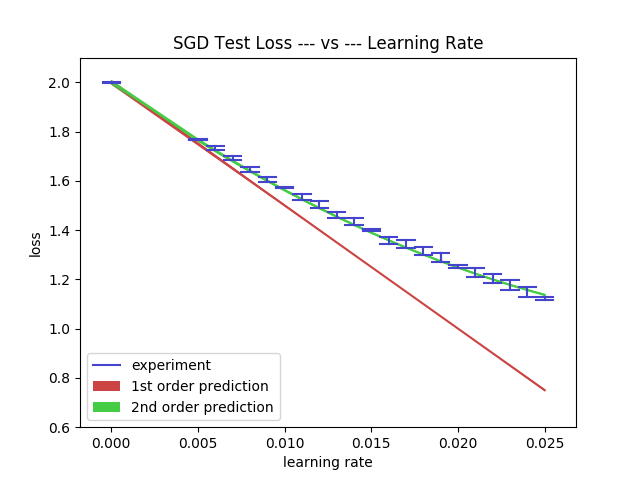 SGD Test Loss --- vs --- Learning Rate
2.0
1.8
1.6
1.4
1.2
1.0
0.8
0.6
loss
experiment
1st order prediction
2nd order prediction
0.000 0.005 0.010 0.015 0.020 0.025
learning rate